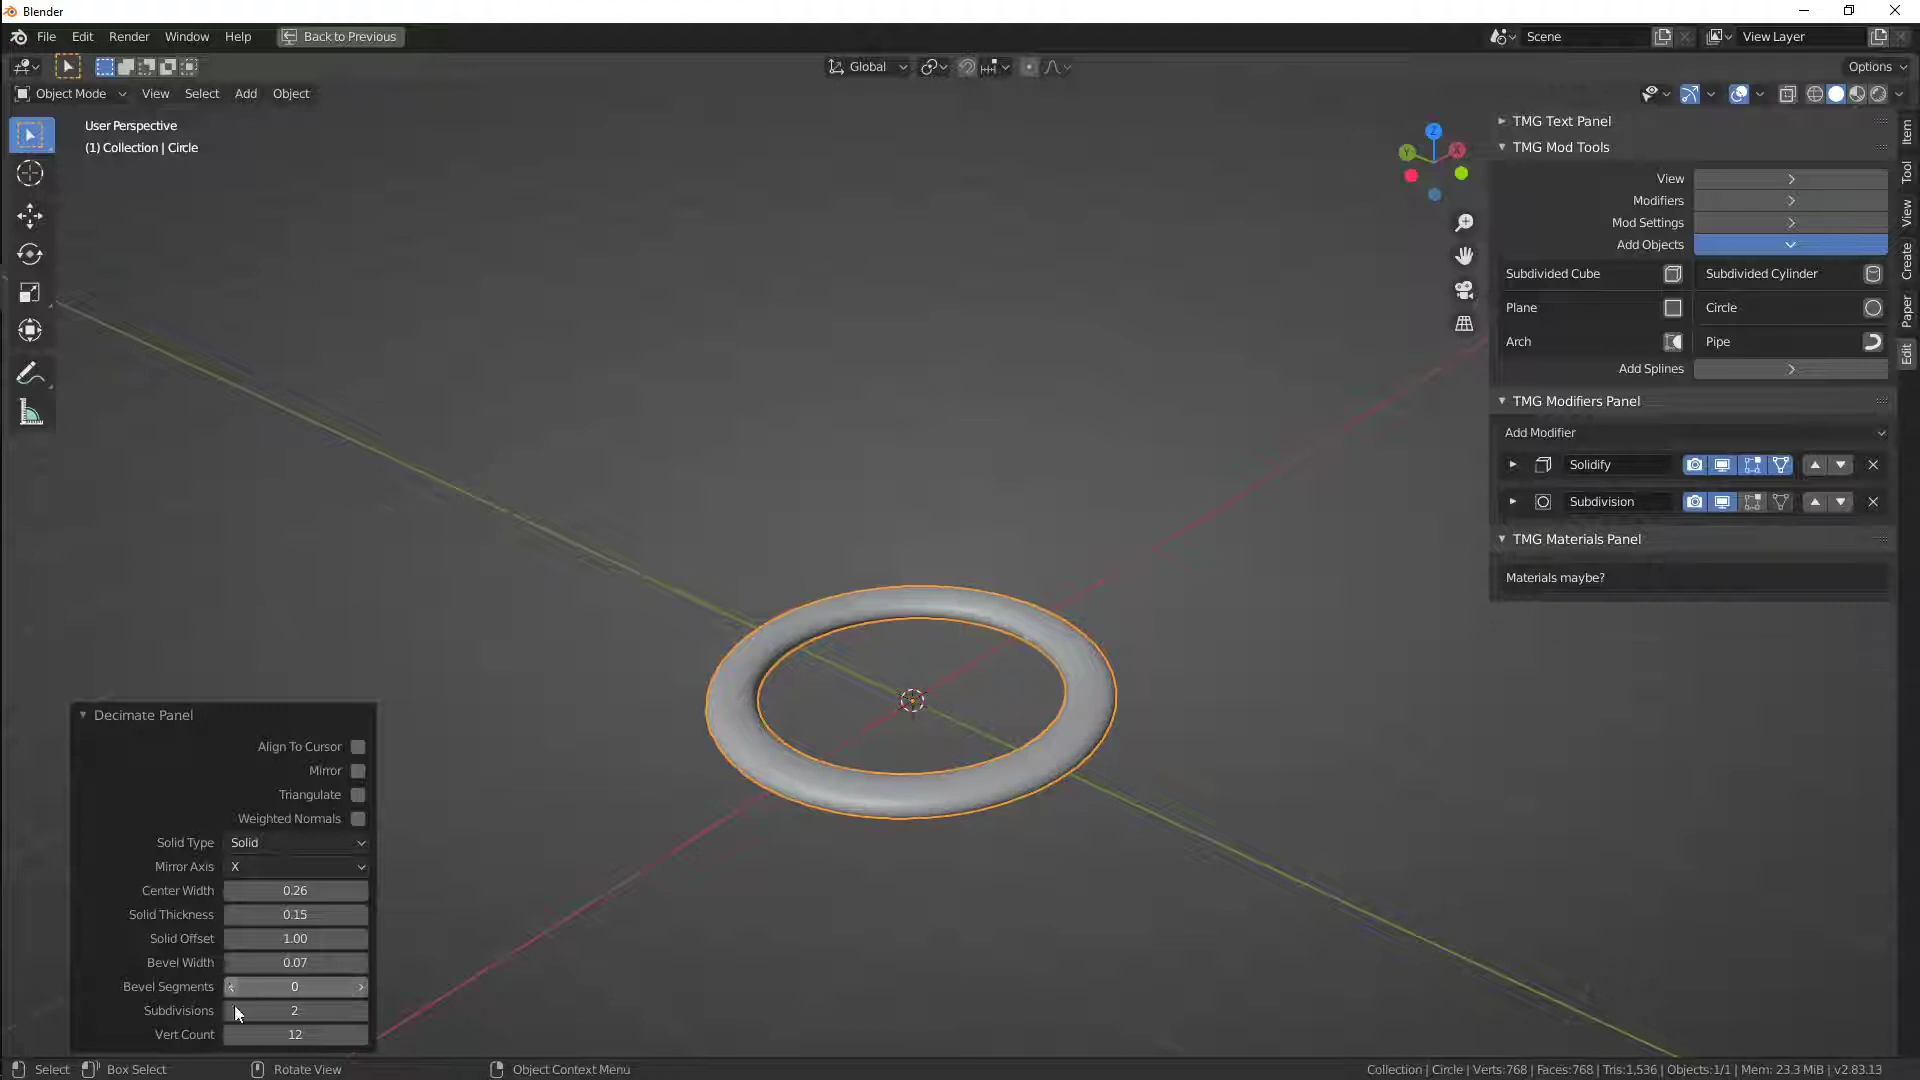 Blender
File Edit Render Window Help Back to Previous Scene View Layer
Global Options
Object Mode View Select Add Object
User Perspective
(1) Collection | Circle
Z
Y X
TMG Text Panel
TMG Mod Tools
View
Modifiers
Mod Settings
Add Objects
Subdivided Cube Subdivided Cylinder
Plane Circle
Arch Pipe
Add Splines
TMG Modifiers Panel
Add Modifier
Solidify
Subdivision
TMG Materials Panel
Materials maybe?
Item
Tool
View
Create
Paper
Edit
Decimate Panel
Align To Cursor
Mirror
Triangulate
Weighted Normals
Solid Type Solid
Mirror Axis X
Center Width 0.26
Solid Thickness 0.15
Solid Offset 1.00
Bevel Width 0.07
Bevel Segments 0
Subdivisions 2
Vert Count 12
Select Box Select Rotate View Object Context Menu Collection | Circle | Verts:768 | Faces:768 | Tris:1,536 | Objects:1/1 | Mem: 23.3 MiB | v2.83.13